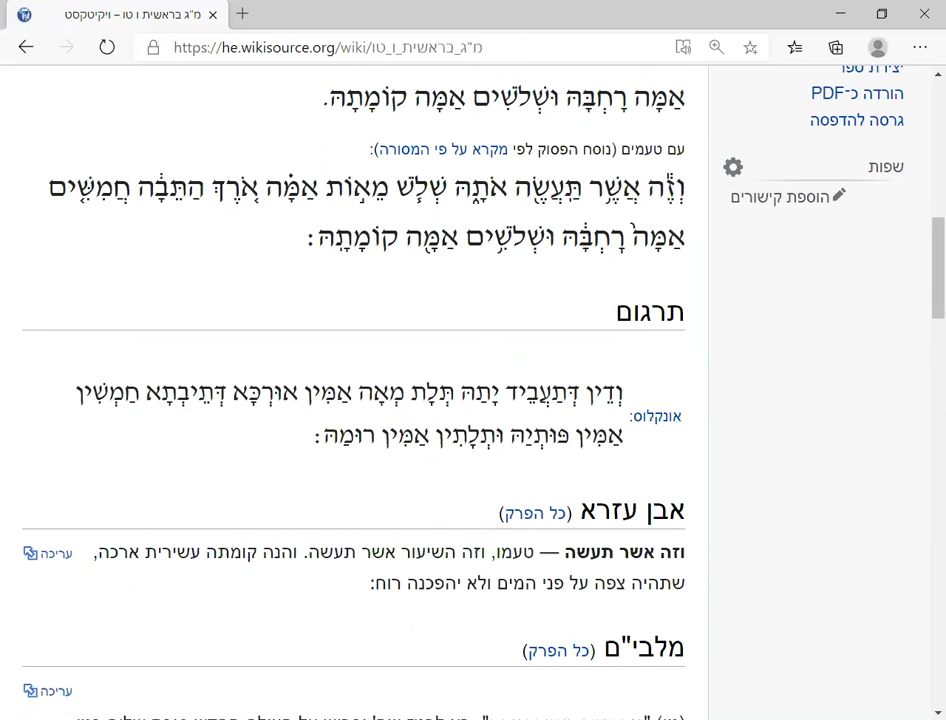 מ"ג בראשית ו טו – ויקיטקסט
https://he.wikisource.org/wiki/מ"ג_בראשית_ו_טו
יצירת ספר
הורדה כ־PDF
גרסה להדפסה
שפות
הוספת קישורים
אַמָּה רָחְבָּהּ וּשְׁלֹשִׁים אַמָּה קוֹמָתָהּ.
עם טעמים (נוסח הפסוק לפי מקרא על פי המסורה):
וְזֶ֕ה אֲשֶׁ֥ר תַּֽעֲשֶׂ֖ה אֹתָ֑הּ שְׁלֹ֧שׁ מֵא֣וֹת אַמָּ֗ה אֹ֚רֶךְ הַתֵּבָ֔ה חֲמִשִּׁ֤ים
אַמָּה֙ רׇחְבָּ֔הּ וּשְׁלֹשִׁ֥ים אַמָּ֖ה קוֹמָתָֽהּ׃
תרגום
אונקלוס:
וְדֵין דְּתַעֲבֵיד יָתַהּ תְּלָת מְאָה אַמִּין אוּרְכָּא דְּתֵיבְתָא חַמְשִׁין
אַמִּין פּוּתְיַהּ וּתְלָתִין אַמִּין רוּמַהּ׃
אבן עזרא (כל הפרק)
וזה אשר תעשה — טעמו, וזה השיעור אשר תעשה. והנה קומתה עשירית ארכה, עריכה
שתהיה צפה על פני המים ולא יהפכנה רוח:
מלבי"ם (כל הפרק)
עריכה